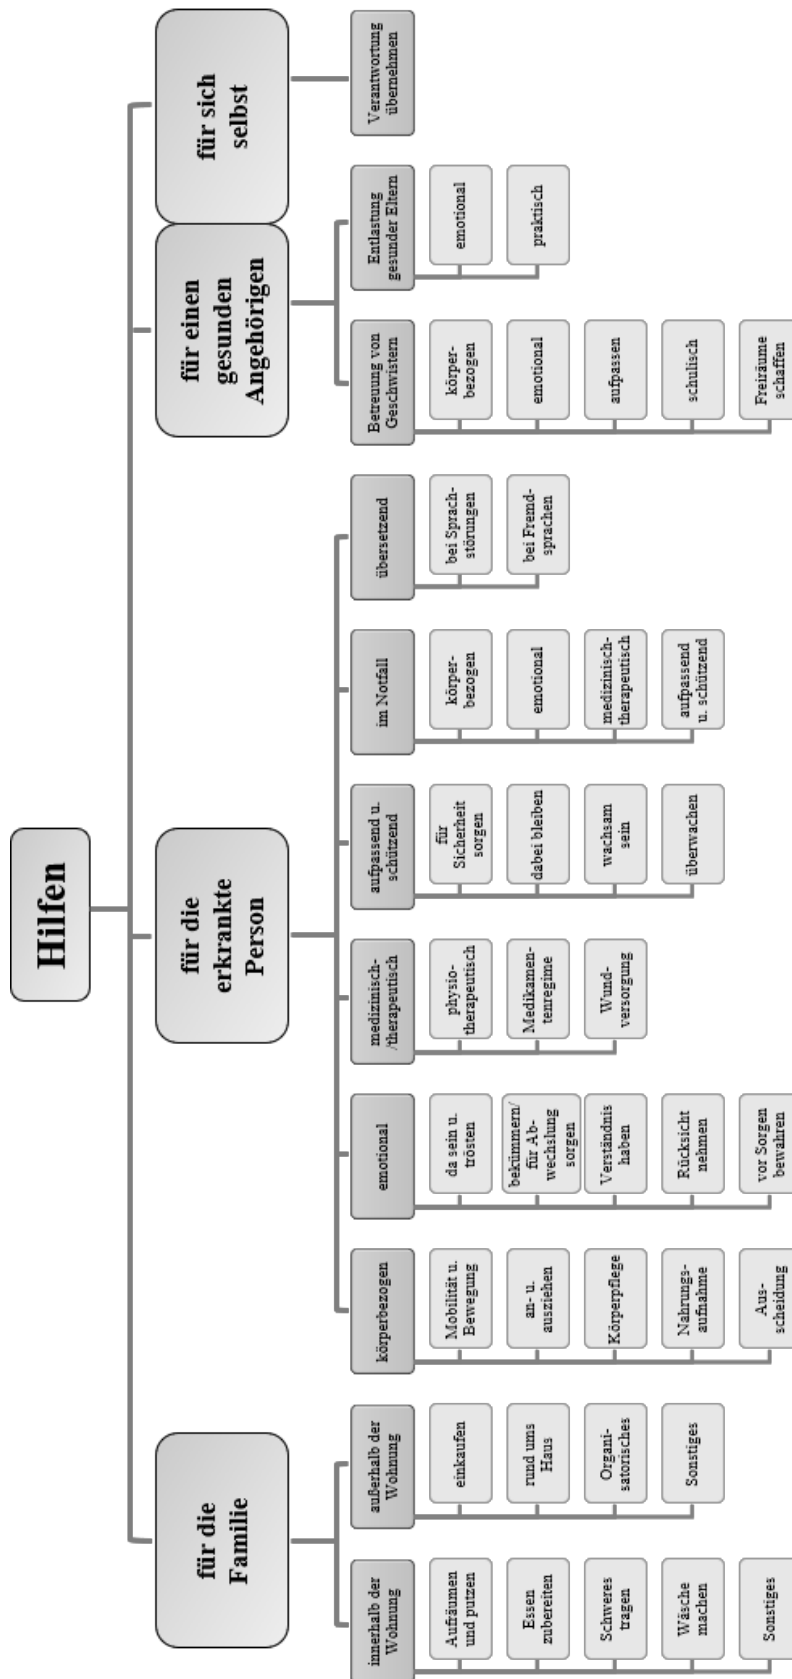 Hilfen
für die
Familie
innerhalb der
Wohnung
Aufräumen
und putzen
Essen
zubereiten
Schweres
tragen
Wäsche
machen
Sonstiges
außerhalb der
Wohnung
einkaufen
rund ums
Haus
Organi-
satorisches
Sonstiges
für die
erkrankte
Person
körperbezogen
Mobilität u.
Bewegung
an- u.
ausziehen
Körperpflege
Nahrungs-
aufnahme
Aus-
scheidung
emotional
da sein u.
trösten
bekümmern/
für Ab-
wechslung
sorgen
Verständnis
haben
Rücksicht
nehmen
vor Sorgen
bewahren
medizinisch-
/therapeutisch
physio-
therapeutisch
Medikamen-
tenregime
Wund-
versorgung
aufpassend u.
schützend
für
Sicherheit
sorgen
dabei bleiben
wachsam
sein
überwachen
im Notfall
körper-
bezogen
emotional
medizinisch-
therapeutisch
aufpassend
u. schützend
übersetzend
bei Sprach-
störungen
bei Fremd-
sprachen
für einen
gesunden
Angehörigen
Betreuung von
Geschwistern
körper-
bezogen
emotional
aufpassen
schulisch
Freiräume
schaffen
Entlastung
gesunder Eltern
emotional
praktisch
für sich
selbst
Verantwortung
übernehmen